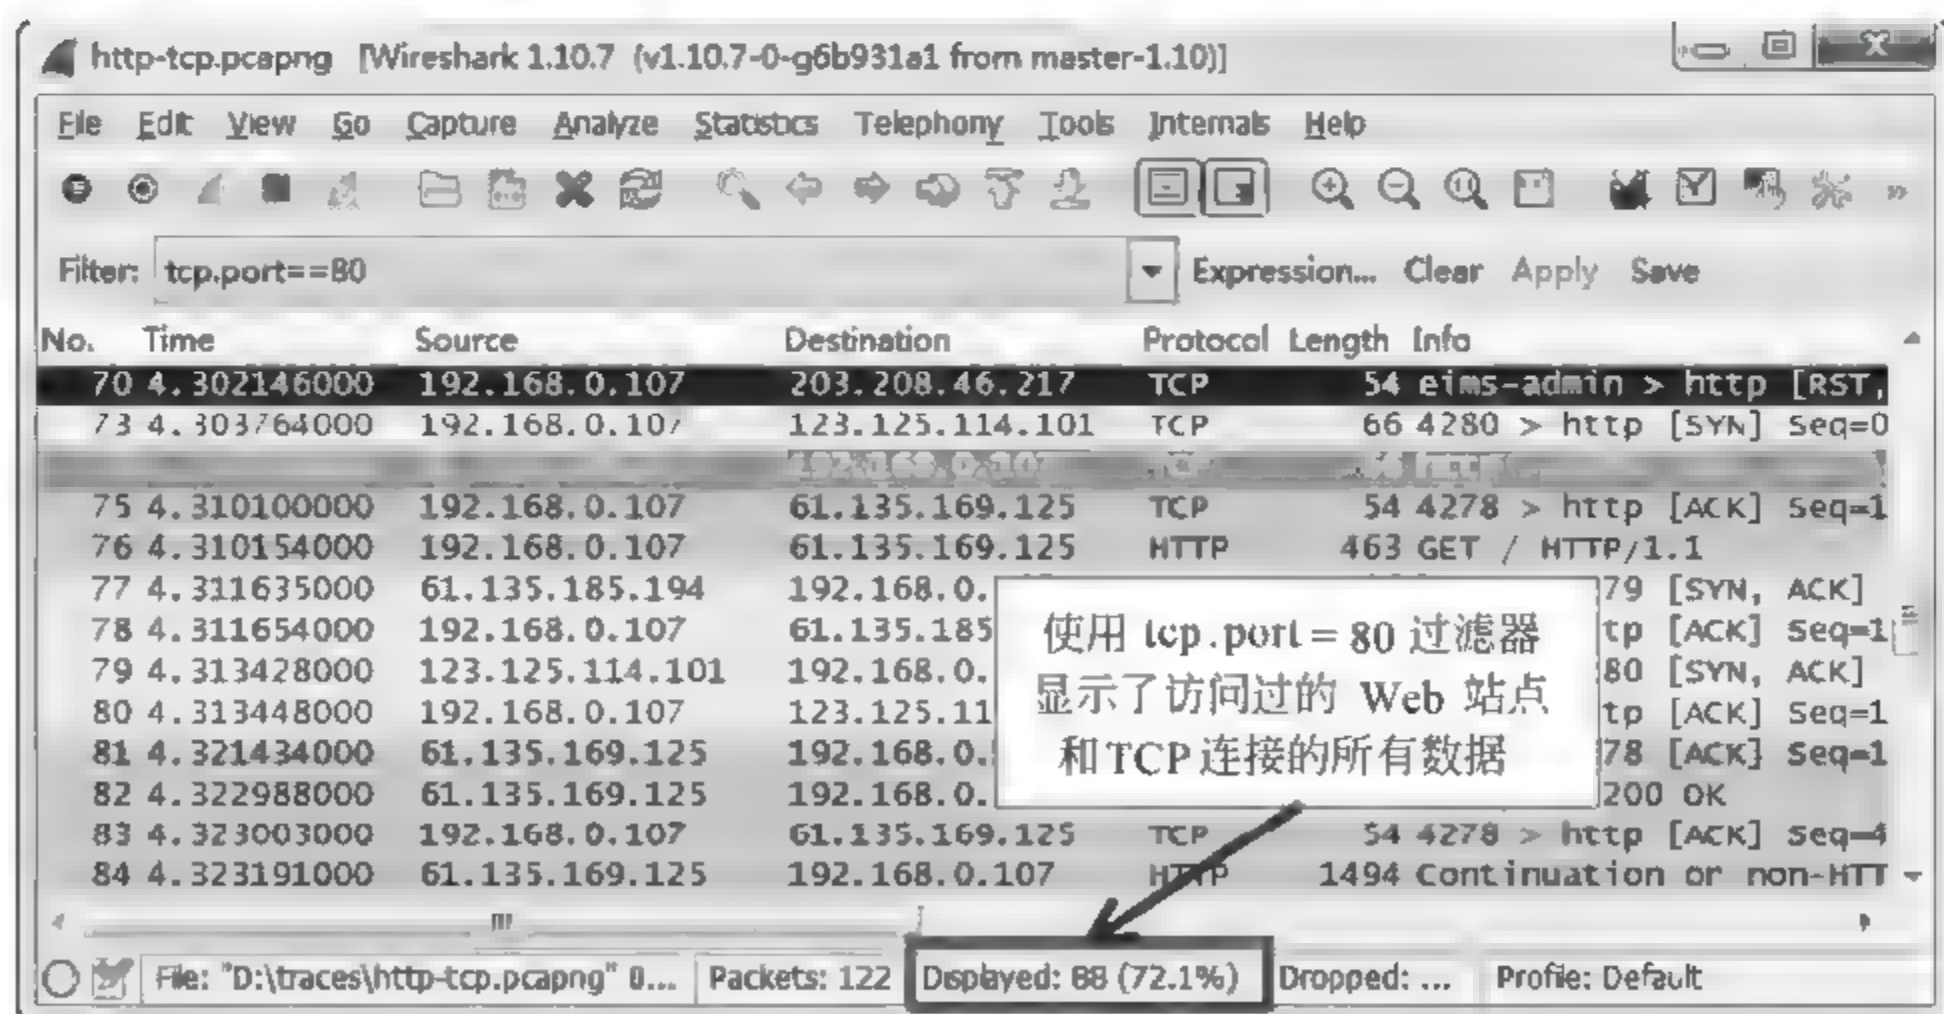 http-tcp.pcapng [Wireshark 1.10.7 (v1.10.7-0-g6b931a1 from master-1.10)]
File Edit View Go Capture Analyze Statistics Telephony Tools Internals Help
Filter: tcp.port==80 Expression... Clear Apply Save
No. Time Source Destination Protocol Length Info
70 4.302146000 192.168.0.107 203.208.46.217 TCP 54 eims-admin > http [RST,
73 4.303764000 192.168.0.107 123.125.114.101 TCP 66 4280 > http [SYN] Seq=0
75 4.310100000 192.168.0.107 61.135.169.125 TCP 54 4278 > http [ACK] Seq=1
76 4.310154000 192.168.0.107 61.135.169.125 HTTP 463 GET / HTTP/1.1
77 4.311635000 61.135.185.194 192.168.0. 79 [SYN, ACK]
78 4.311654000 192.168.0.107 61.135.185 tp [ACK] Seq=1
79 4.313428000 123.125.114.101 192.168.0. 80 [SYN, ACK]
80 4.313448000 192.168.0.107 123.125.11 tp [ACK] Seq=1
81 4.321434000 61.135.169.125 192.168.0. 78 [ACK] Seq=1
82 4.322988000 61.135.169.125 192.168.0. 200 OK
83 4.323003000 192.168.0.107 61.135.169.125 TCP 54 4278 > http [ACK] Seq=4
84 4.323191000 61.135.169.125 192.168.0.107 HTTP 1494 Continuation or non-HTT
使用 tcp.port = 80 过滤器
显示了访问过的 Web 站点
和TCP连接的所有数据
File: "D:\traces\http-tcp.pcapng" 0... Packets: 122 Displayed: 88 (72.1%) Dropped: ... Profile: Default